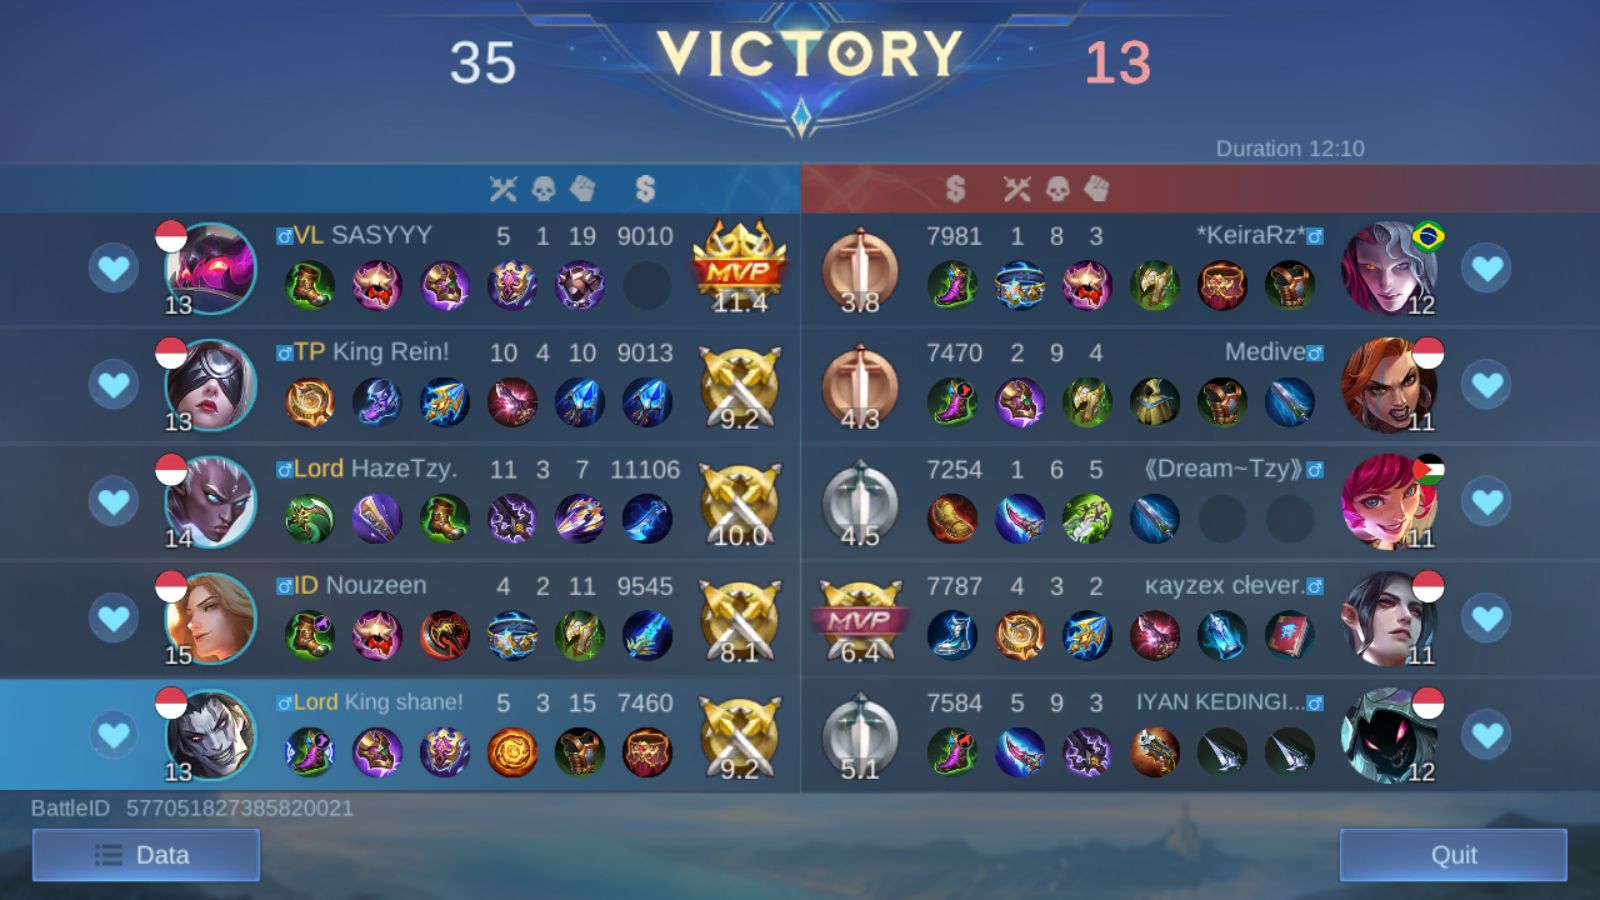 VICTORY
35
13
Duration 12:10
VL SASYYY 5 1 19 9010
MVP
11.4
13
7981 1 8 3 *KeiraRz*
3.8
12
TP King Rein! 10 4 10 9013
9.2
13
7470 2 9 4 Medive
4.3
11
Lord HazeTzy. 11 3 7 11106
10.0
14
7254 1 6 5 《Dream~Tzy》
4.5
11
ID Nouzeen 4 2 11 9545
8.1
15
7787 4 3 2 кayzex cłever.
MVP
6.4
11
Lord King shane! 5 3 15 7460
9.2
13
7584 5 9 3 IYAN KEDINGI...
5.1
12
BattleID 577051827385820021
Data
Quit